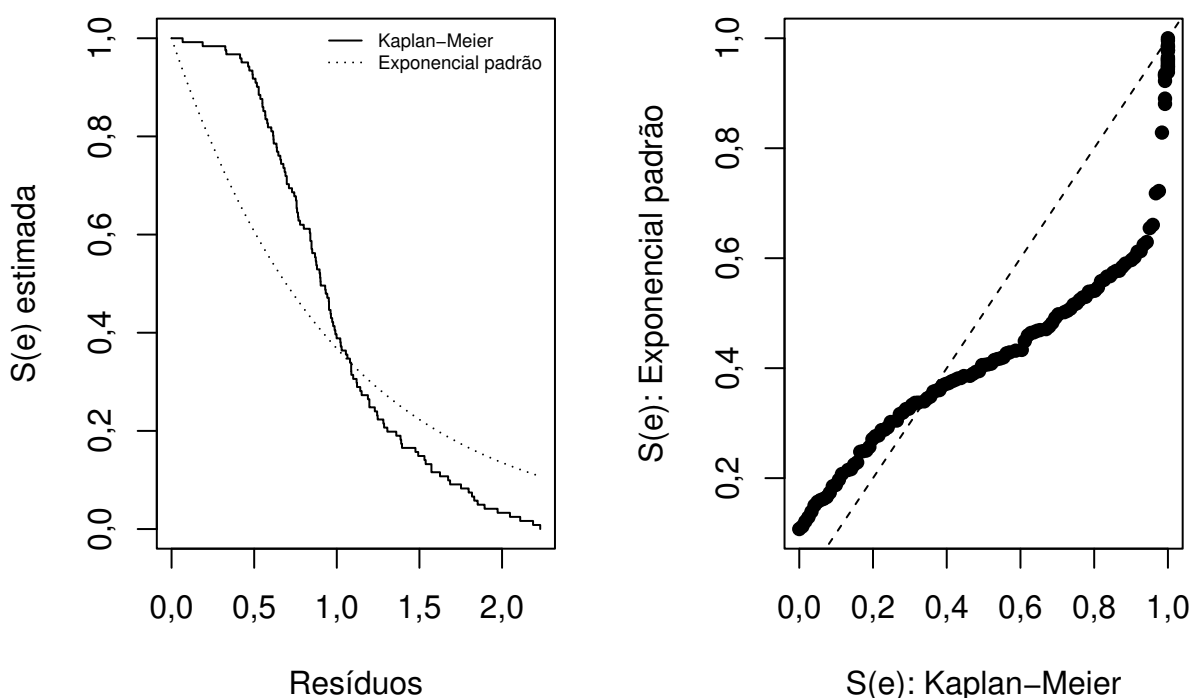 Kaplan−Meier
Exponencial padrão
S(e) estimada
0,0 0,2 0,4 0,6 0,8 1,0
0,0 0,5 1,0 1,5 2,0
Resíduos
S(e): Exponencial padrão
0,2 0,4 0,6 0,8 1,0
0,0 0,2 0,4 0,6 0,8 1,0
S(e): Kaplan−Meier